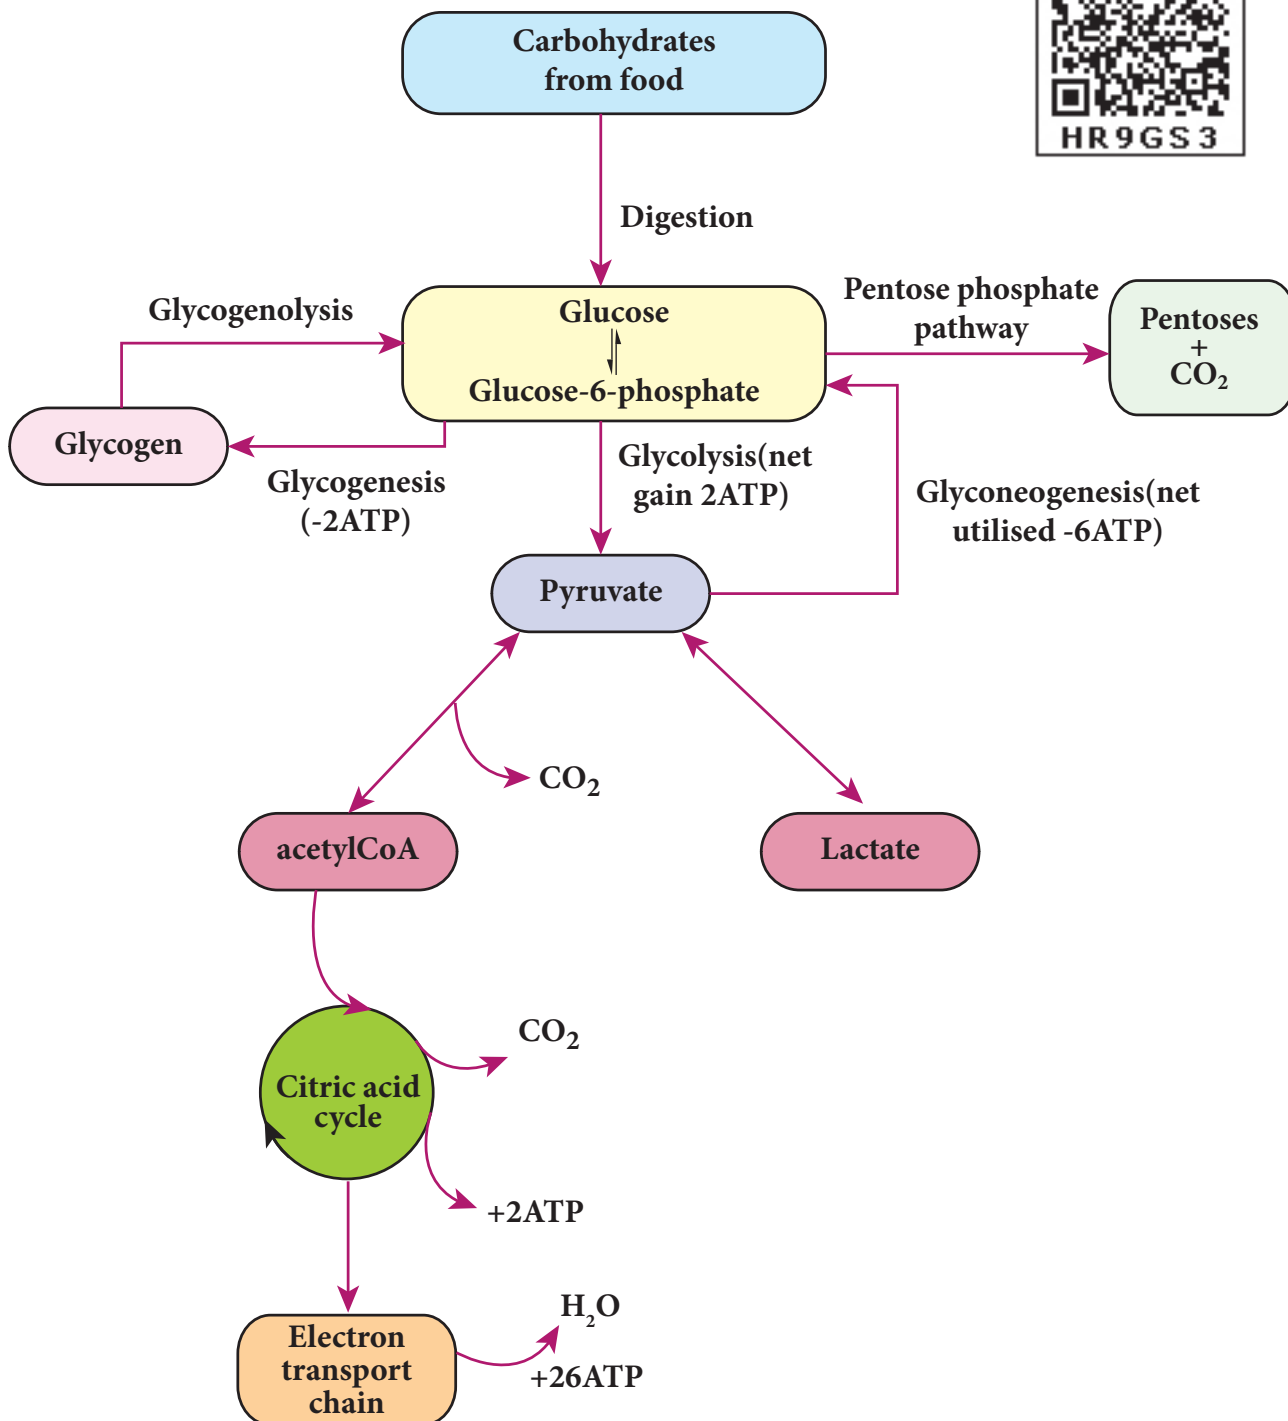 Carbohydrates
from food
HR9GS3
Digestion
Glycogenolysis
Glucose
Glucose-6-phosphate
Pentose phosphate
pathway
Pentoses
+
CO₂
Glycogen
Glycogenesis
(-2ATP)
Glycolysis(net
gain 2ATP)
Glyconeogenesis(net
utilised -6ATP)
Pyruvate
CO₂
acetylCoA
Lactate
CO₂
Citric acid
cycle
+2ATP
H₂O
+26ATP
Electron
transport
chain